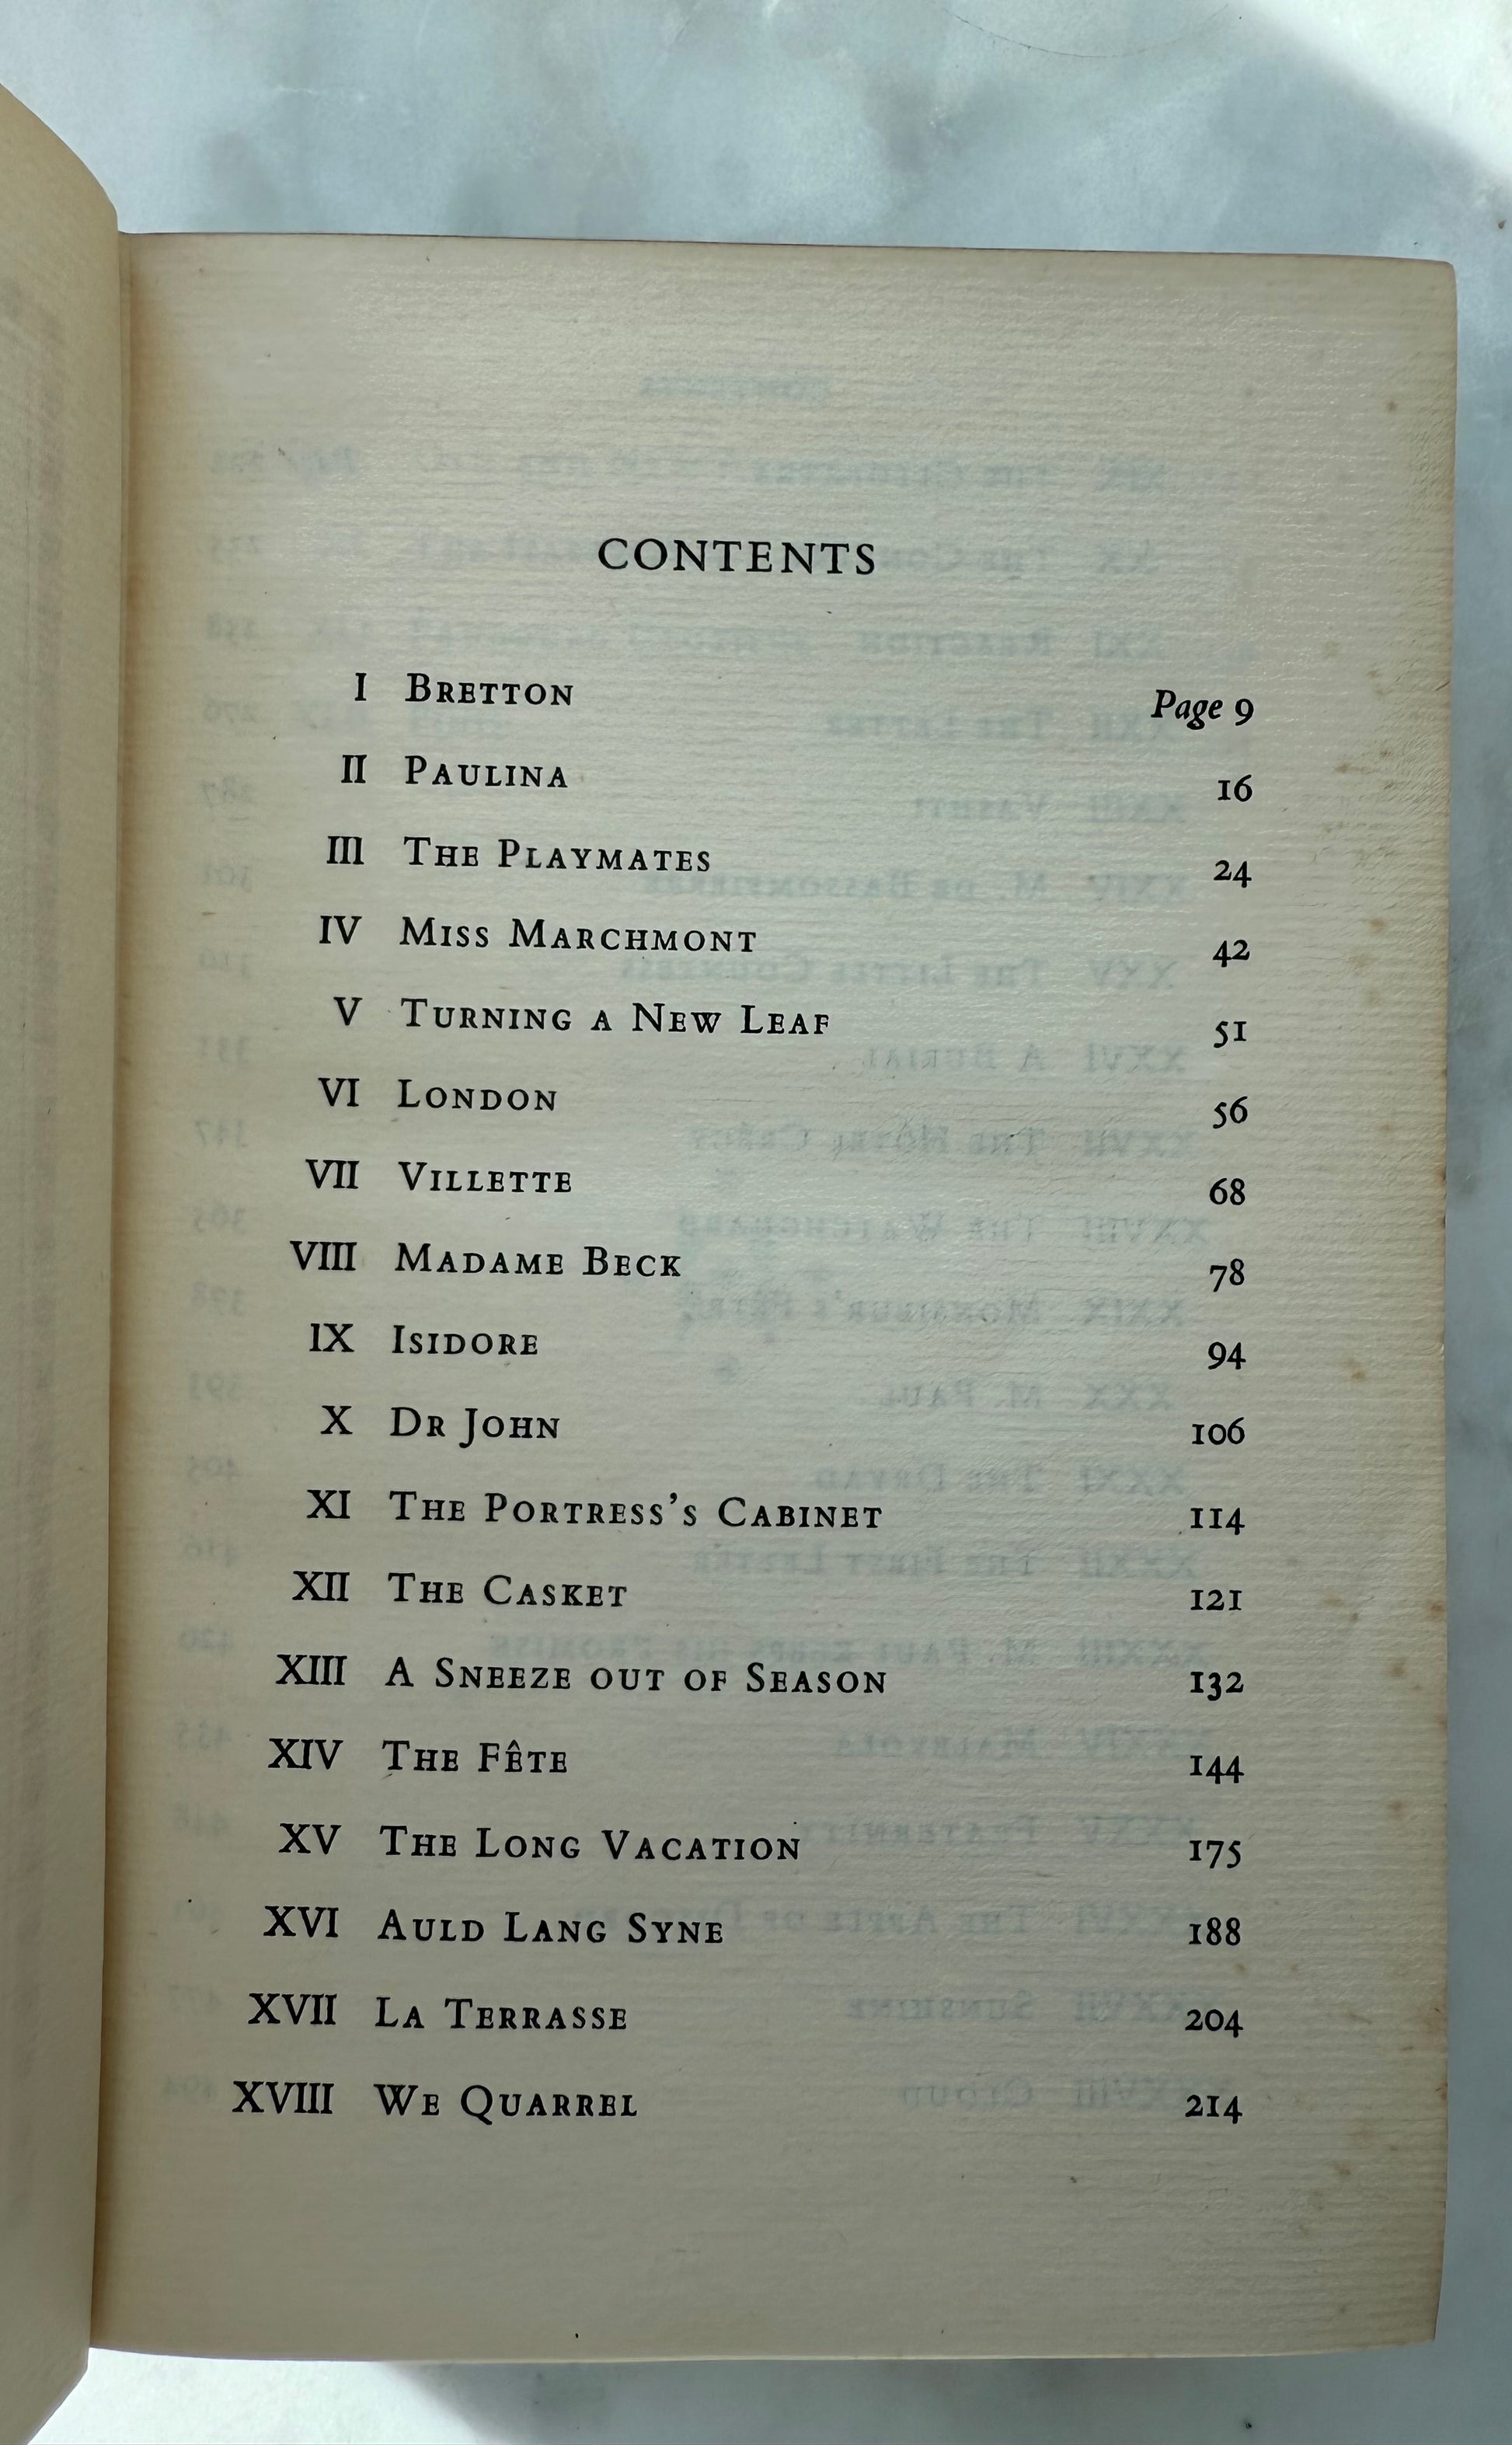 CONTENTS
I BRETTON Page 9
II PAULINA 16
III THE PLAYMATES 24
IV MISS MARCHMONT 42
V TURNING A NEW LEAF 51
VI LONDON 56
VII VILLETTE 68
VIII MADAME BECK 78
IX ISIDORE 94
X DR JOHN 106
XI THE PORTRESS'S CABINET 114
XII THE CASKET 121
XIII A SNEEZE OUT OF SEASON 132
XIV THE FÊTE 144
XV THE LONG VACATION 175
XVI AULD LANG SYNE 188
XVII LA TERRASSE 204
XVIII WE QUARREL 214